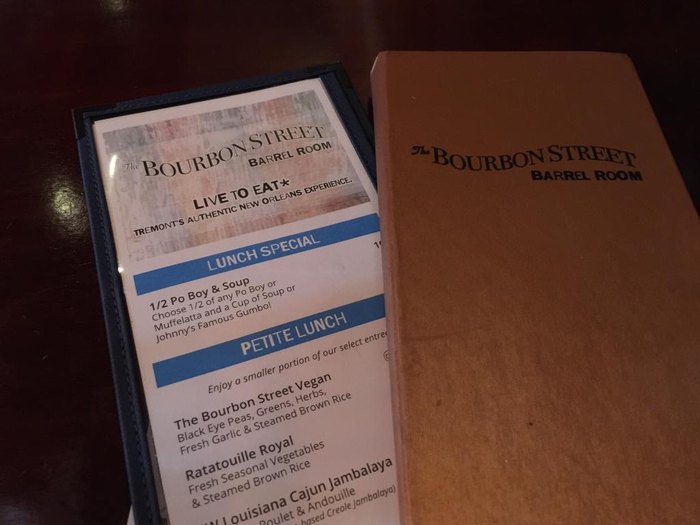 The BOURBON STREET
BARREL ROOM
LIVE TO EAT*
TREMONT'S AUTHENTIC NEW ORLEANS EXPERIENCE.
LUNCH SPECIAL
1/2 Po Boy & Soup
Choose 1/2 of any Po Boy or
Muffelatta and a Cup of Soup or
Johnny's Famous Gumbo!
PETITE LUNCH
Enjoy a smaller portion of our select
The Bourbon Street Vegan
Black Eye Peas, Greens, Herbs,
Fresh Garlic & Steamed Brown Rice
Ratatouille Royal
Fresh Seasonal Vegetables
& Steamed Brown Rice
Louisiana Cajun Jambalaya
Poulet & Andouille
based Creole Jambalaya)
The BOURBON STREET
BARREL ROOM